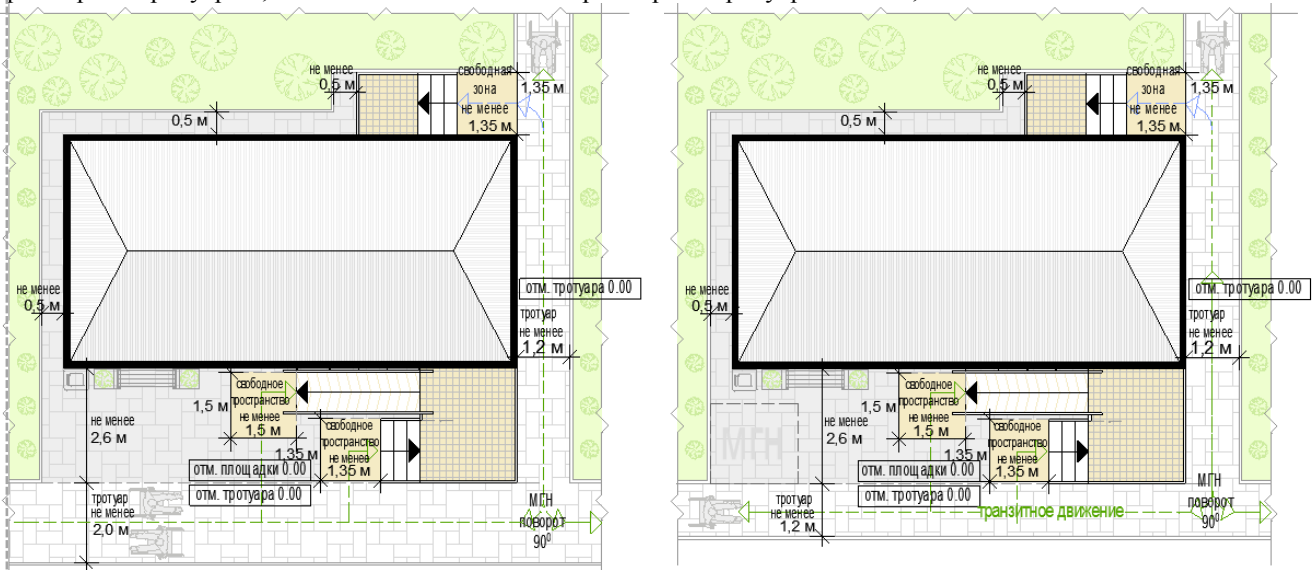 не менее
0,5 м
свободная
зона
не менее
1,35 м
1,35 м
0,5 м
не менее
0,5 м
отм. тротуара 0.00
тротуар
не менее
1,2 м
свободное
пространство
не менее
1,5 м
1,5 м
не менее
2,6 м
свободное
пространство
не менее
1,35 м
1,35 м
отм. площадки 0.00
отм. тротуара 0.00
тротуар
не менее
2,0 м
МГН
поворот
90⁰
не менее
0,5 м
свободная
зона
не менее
1,35 м
1,35 м
0,5 м
не менее
0,5 м
отм. тротуара 0.00
тротуар
не менее
1,2 м
свободное
пространство
не менее
1,5 м
1,5 м
не менее
2,6 м
МГН
свободное
пространство
не менее
1,35 м
1,35 м
отм. площадки 0.00
отм. тротуара 0.00
тротуар
не менее
1,2 м
транзитное движение
МГН
поворот
90⁰